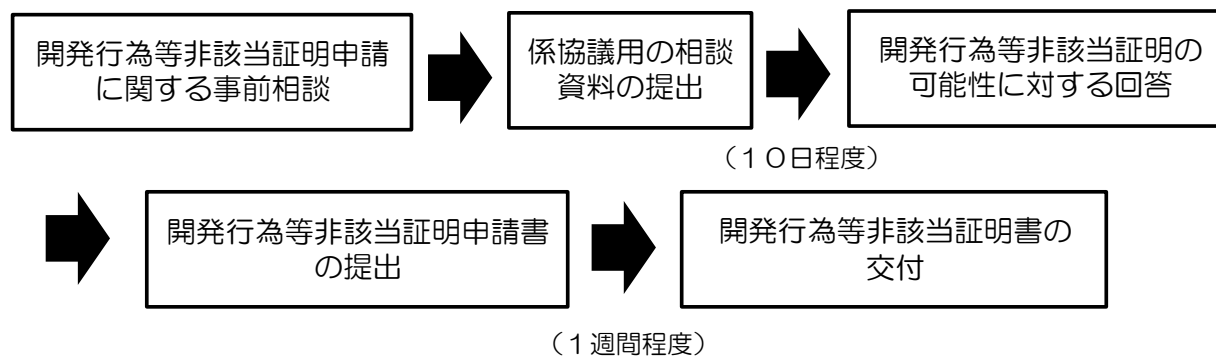 開発行為等非該当証明申請
に関する事前相談
係協議用の相談
資料の提出
開発行為等非該当証明の
可能性に対する回答
（１０日程度）
開発行為等非該当証明申請書
の提出
開発行為等非該当証明書の
交付
（１週間程度）